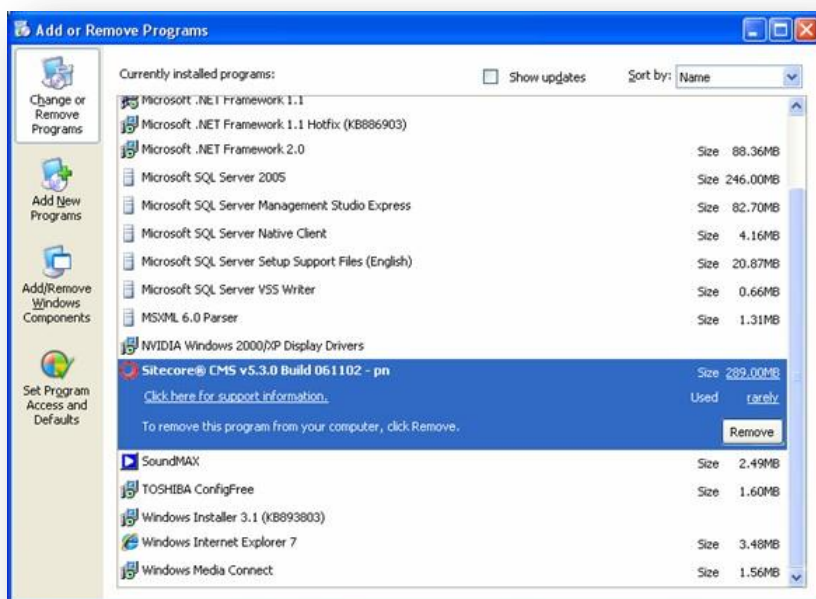 Add or Remove Programs
Change or
Remove
Programs
Add New
Programs
Add/Remove
Windows
Components
Set Program
Access and
Defaults
Currently installed programs:
Show updates
Sort by: Name
Microsoft .NET Framework 1.1
Microsoft .NET Framework 1.1 Hotfix (KB886903)
Microsoft .NET Framework 2.0 Size 88.36MB
Microsoft SQL Server 2005 Size 246.00MB
Microsoft SQL Server Management Studio Express Size 82.70MB
Microsoft SQL Server Native Client Size 4.16MB
Microsoft SQL Server Setup Support Files (English) Size 20.87MB
Microsoft SQL Server VSS Writer Size 0.66MB
MSXML 6.0 Parser Size 1.31MB
NVIDIA Windows 2000/XP Display Drivers
Sitecore® CMS v5.3.0 Build 061102 - pn Size 289.00MB
Click here for support information. Used rarely
To remove this program from your computer, click Remove. Remove
SoundMAX Size 2.49MB
TOSHIBA ConfigFree Size 1.60MB
Windows Installer 3.1 (KB893803)
Windows Internet Explorer 7 Size 3.48MB
Windows Media Connect Size 1.56MB